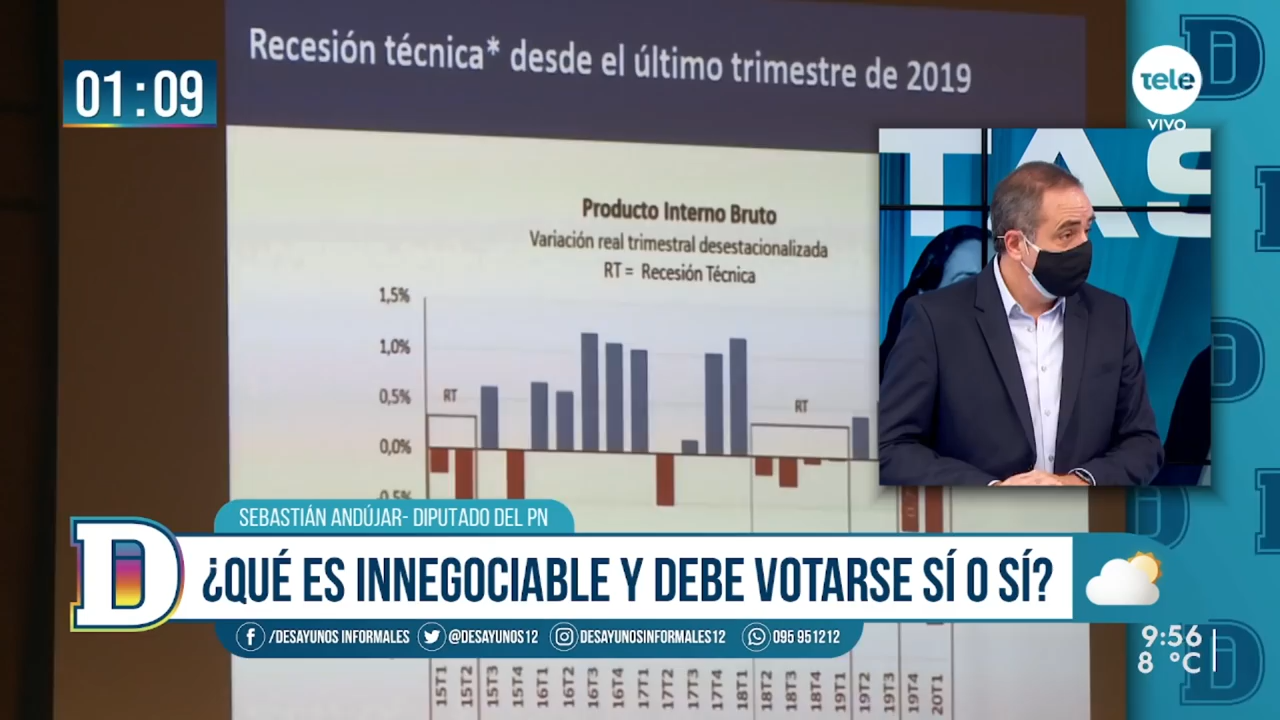 Recesión técnica* desde el último trimestre de 2019
01:09
tele
VIVO
TAS
Producto Interno Bruto
Variación real trimestral desestacionalizada
RT = Recesión Técnica
1,5%
1,0%
0,5%
0,0%
0,5%
RT
RT
SEBASTIÁN ANDÚJAR- DIPUTADO DEL PN
D
¿QUÉ ES INNEGOCIABLE Y DEBE VOTARSE SÍ O SÍ?
/DESAYUNOS INFORMALES @DESAYUNOS12 DESAYUNOSINFORMALES12 095 951212
9:56
8 °C
15T1
15T2
15T3
15T4
16T1
16T2
16T3
16T4
17T1
17T2
17T3
17T4
18T1
18T2
18T3
18T4
19T1
19T2
19T3
19T4
20T1